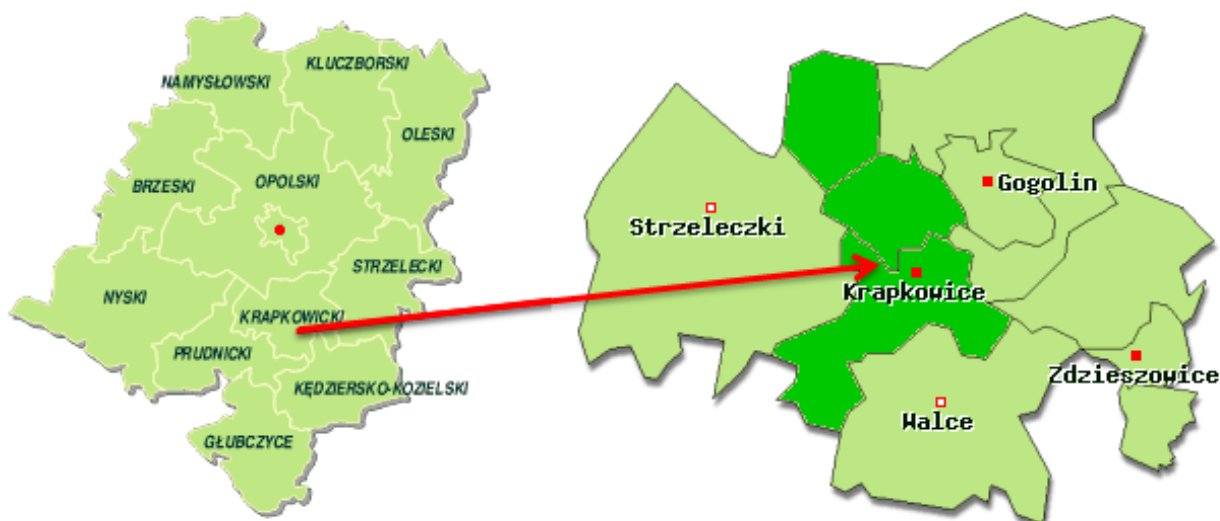 KLUCZBORSKI
NAMYSŁOWSKI
OLESKI
BRZESKI
OPOLSKI
STRZELECKI
NYSKI
KRAPKOWICKI
PRUDNICKI
KĘDZIERSKO-KOZIELSKI
GŁUBCZYCE
Gogolin
Strzeleczki
Krapkowice
Zdzieszowice
Walce